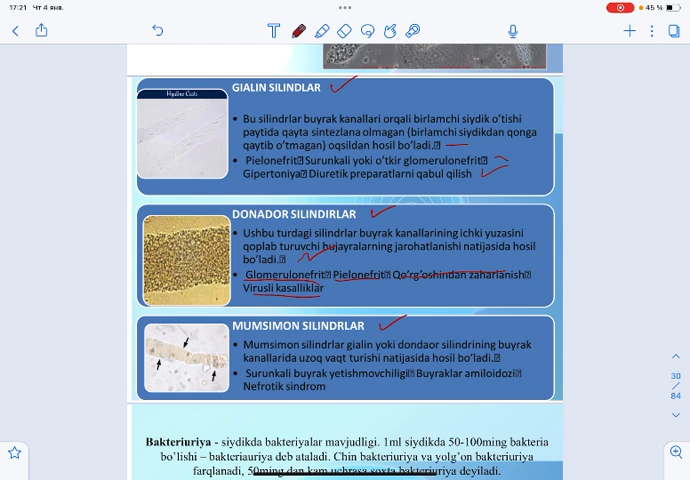 17:21 Чт 4 янв.
45 %
Hyaline Casts
GIALIN SILINDLAR
Bu silindrlar buyrak kanallari orqali birlamchi siydik o'tishi
paytida qayta sintezlana olmagan (birlamchi siydikdan qonga
qaytib o'tmagan) oqsildan hosil bo'ladi.
Pielonefrit Surunkali yoki o'tkir glomerulonefrit
Gipertoniya Diuretik preparatlarni qabul qilish
DONADOR SILINDIRLAR
Ushbu turdagi silindrlar buyrak kanallarining ichki yuzasini
qoplab turuvchi hujayralarning jarohatlanishi natijasida hosil
bo'ladi.
Glomerulonefrit Pielonefrit Qo'rg'oshindan zaharlanish
Virusli kasalliklar
MUMSIMON SILINDRLAR
Mumsimon silindrlar gialin yoki dondaor silindrining buyrak
kanallarida uzoq vaqt turishi natijasida hosil bo'ladi.
Surunkali buyrak yetishmovchiligi Buyraklar amiloidozi
Nefrotik sindrom
30
/
84
Bakteriuriya - siydikda bakteriyalar mavjudligi. 1ml siydikda 50-100ming bakteria
bo'lishi – bakteriauriya deb ataladi. Chin bakteriuriya va yolg'on bakteriuriya
farqlanadi, 50ming dan kam uchrasa soxta bakteriuriya deyiladi.